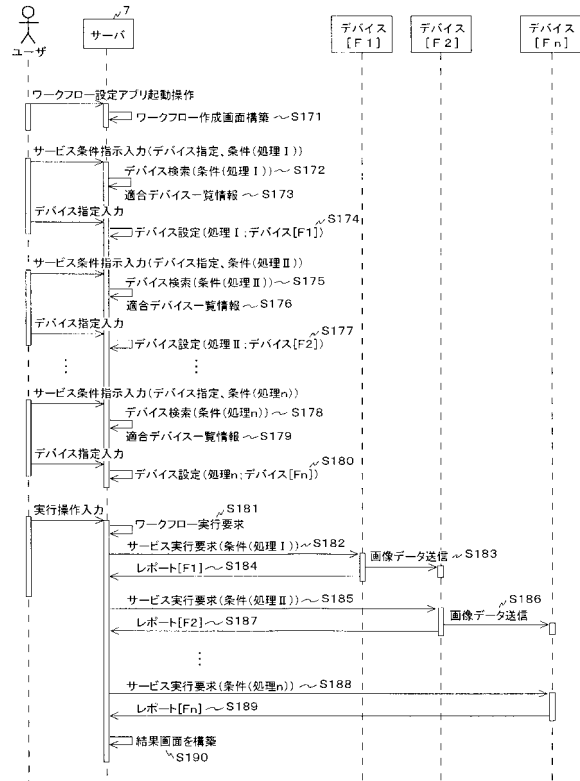 7
ユーザ
サーバ
デバイス
[F1]
デバイス
[F2]
デバイス
[Fn]
ワークフロー設定アプリ起動操作
ワークフロー作成画面構築 ～S171
サービス条件指示入力(デバイス指定、条件(処理Ⅰ))
デバイス検索(条件(処理Ⅰ))～S172
適合デバイス一覧情報 ～S173
デバイス指定入力
S174
デバイス設定(処理Ⅰ;デバイス[F1])
サービス条件指示入力(デバイス指定、条件(処理Ⅱ))
デバイス検索(条件(処理Ⅱ))～S175
適合デバイス一覧情報 ～S176
デバイス指定入力
S177
デバイス設定(処理Ⅱ;デバイス[F2])
⋮
⋮
サービス条件指示入力(デバイス指定、条件(処理n))
デバイス検索(条件(処理n))～S178
適合デバイス一覧情報 ～S179
デバイス指定入力
S180
デバイス設定(処理n;デバイス[Fn])
実行操作入力
S181
ワークフロー実行要求
サービス実行要求(条件(処理Ⅰ))～S182
画像データ送信 ～S183
レポート[F1]～S184
サービス実行要求(条件(処理Ⅱ))～S185
S186
画像データ送信
レポート[F2]～S187
⋮
サービス実行要求(条件(処理n))～S188
レポート[Fn]～S189
結果画面を構築
S190